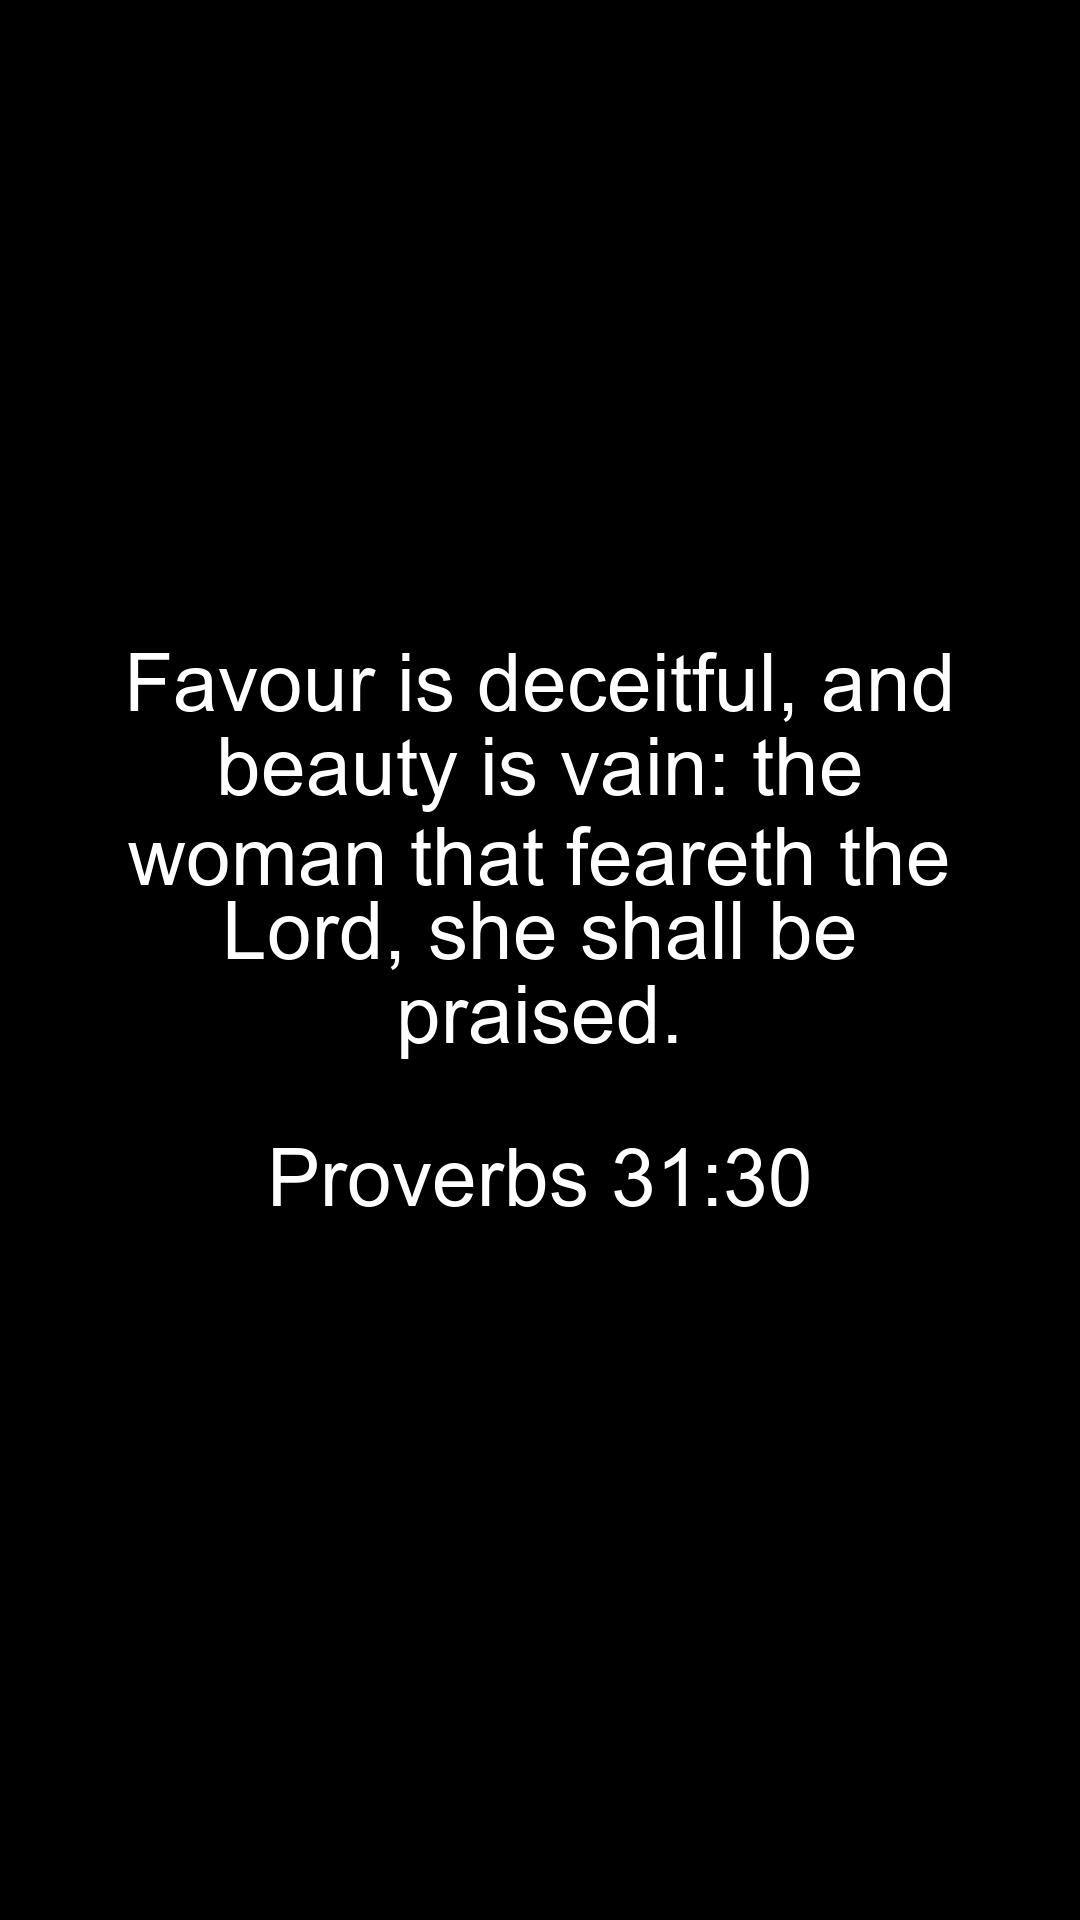 Favour is deceitful, and
beauty is vain: the
woman that feareth the
Lord, she shall be
praised.
Proverbs 31:30